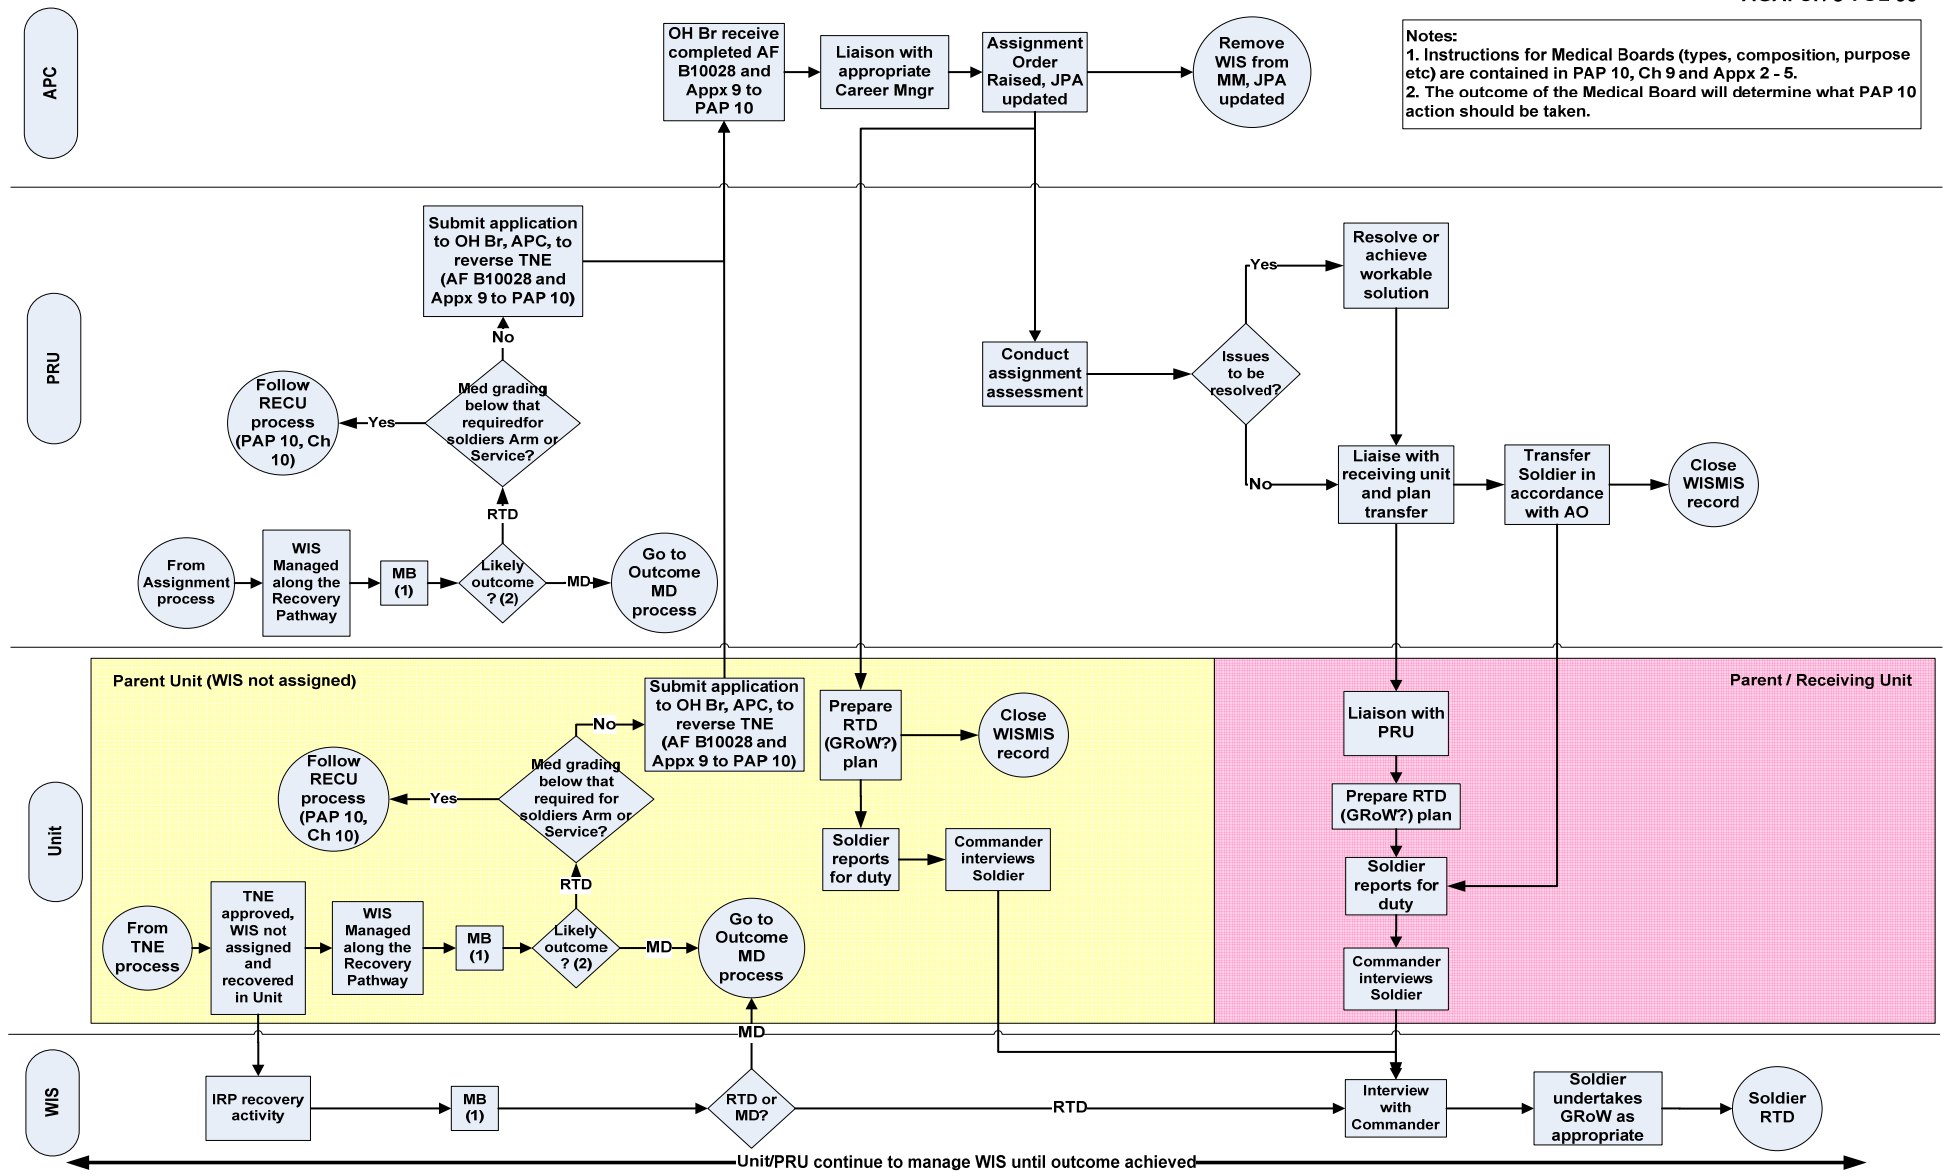 APC
OH Br receive
completed AF
B10028 and
Appx 9 to
PAP 10
Liaison with
appropriate
Career Mngr
Assignment
Order
Raised, JPA
updated
Remove
WIS from
MM, JPA
updated
Notes:
1. Instructions for Medical Boards (types, composition, purpose
etc) are contained in PAP 10, Ch 9 and Appx 2 - 5.
2. The outcome of the Medical Board will determine what PAP 10
action should be taken.
PRU
Submit application
to OH Br, APC, to
reverse TNE
(AF B10028 and
Appx 9 to PAP 10)
No
Follow
RECU
process
(PAP 10, Ch
10)
Yes
Med grading
below that
requiredfor
soldiers Arm or
Service?
RTD
From
Assignment
process
WIS
Managed
along the
Recovery
Pathway
MB
(1)
Likely
outcome
? (2)
MD
Go to
Outcome
MD
process
Conduct
assignment
assessment
Issues
to be
resolved?
Yes
No
Resolve or
achieve
workable
solution
Liaise with
receiving unit
and plan
transfer
Transfer
Soldier in
accordance
with AO
Close
WISMIS
record
Unit
Parent Unit (WIS not assigned)
Submit application
to OH Br, APC, to
reverse TNE
(AF B10028 and
Appx 9 to PAP 10)
No
Follow
RECU
process
(PAP 10,
Ch 10)
Yes
Med grading
below that
required for
soldiers Arm or
Service?
RTD
From
TNE
process
TNE
approved,
WIS not
assigned
and
recovered
in Unit
WIS
Managed
along the
Recovery
Pathway
MB
(1)
Likely
outcome
? (2)
MD
Go to
Outcome
MD
process
Prepare
RTD
(GRoW?)
plan
Close
WISMIS
record
Soldier
reports
for duty
Commander
interviews
Soldier
Parent / Receiving Unit
Liaison with
PRU
Prepare RTD
(GRoW?) plan
Soldier
reports for
duty
Commander
interviews
Soldier
WIS
IRP recovery
activity
MB
(1)
MD
RTD or
MD?
RTD
Interview
with
Commander
Soldier
undertakes
GRoW as
appropriate
Soldier
RTD
Unit/PRU continue to manage WIS until outcome achieved